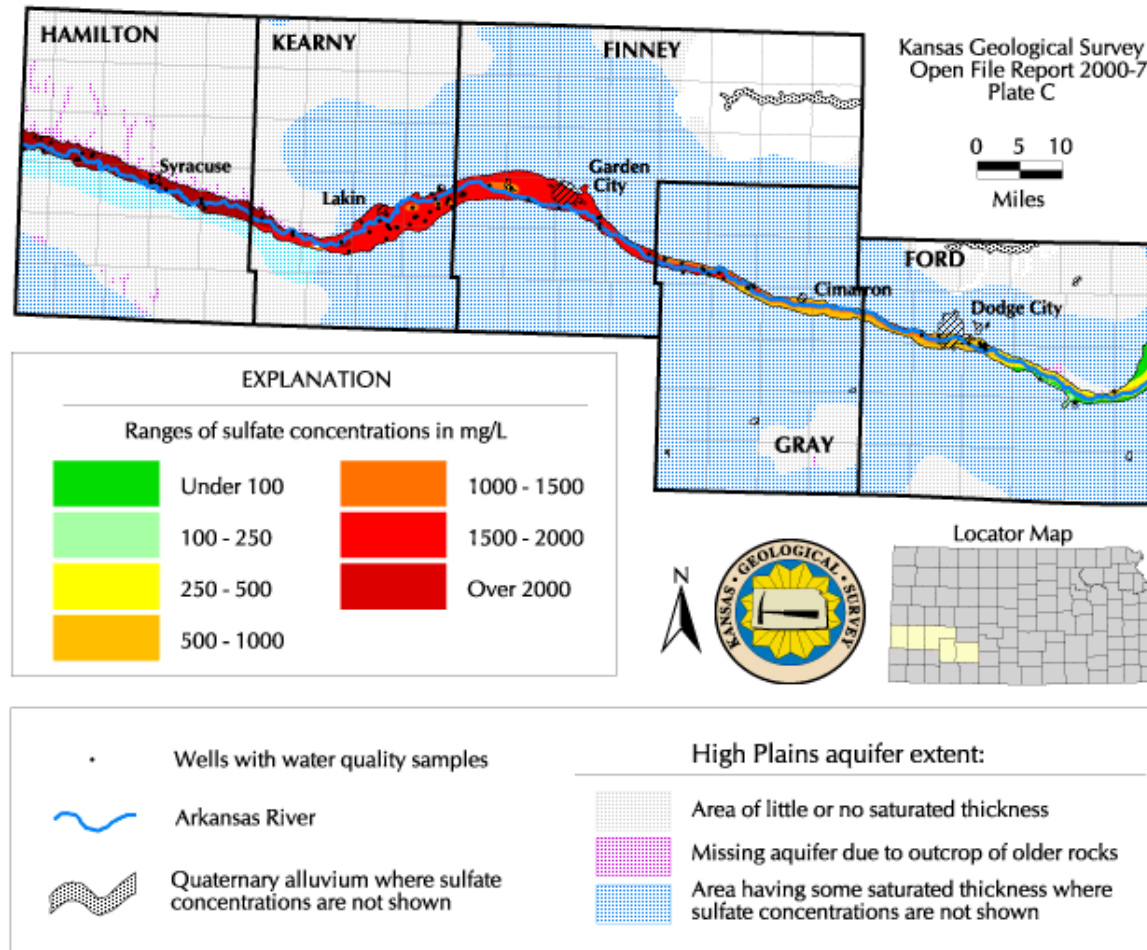 HAMILTON
KEARNY
FINNEY
Kansas Geological Survey
Open File Report 2000-7
Plate C
0 5 10
Miles
Syracuse
Lakin
Garden
City
FORD
Cimarron
Dodge City
GRAY
EXPLANATION
Ranges of sulfate concentrations in mg/L
Under 100
1000 - 1500
100 - 250
1500 - 2000
250 - 500
Over 2000
500 - 1000
N
KANSAS • GEOLOGICAL • SURVEY •
Locator Map
Wells with water quality samples
Arkansas River
Quaternary alluvium where sulfate
concentrations are not shown
High Plains aquifer extent:
Area of little or no saturated thickness
Missing aquifer due to outcrop of older rocks
Area having some saturated thickness where
sulfate concentrations are not shown